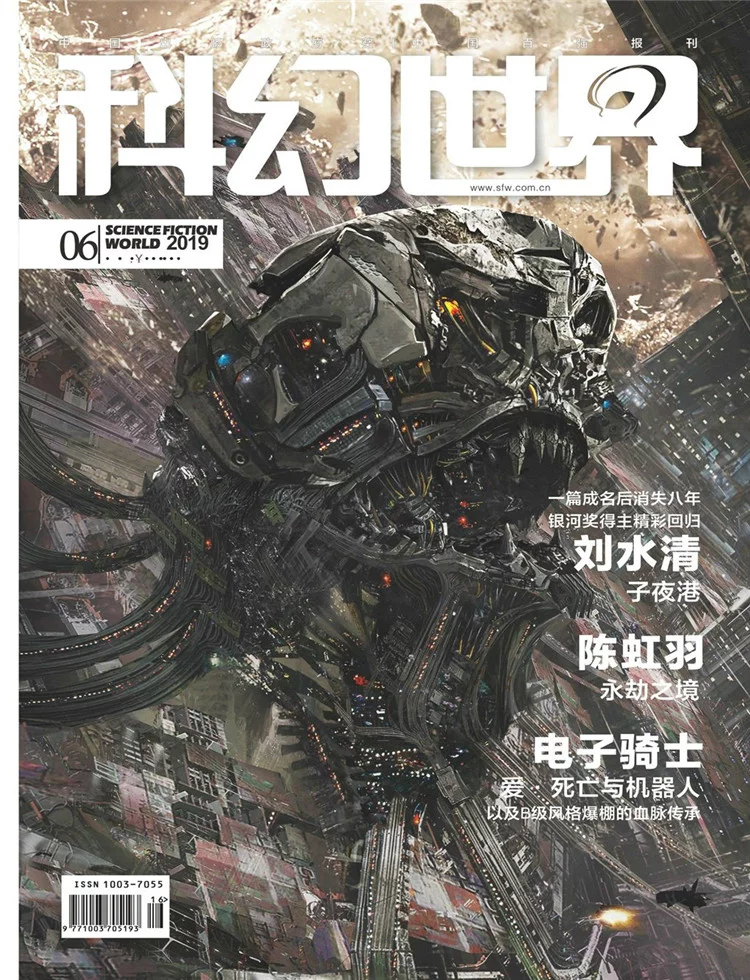 科幻世界
www.sfw.com.cn
06
SCIENCE FICTION
WORLD 2019
一篇成名后消失八年
银河奖得主精彩回归
刘水清
子夜港
陈虹羽
永劫之境
电子骑士
爱·死亡与机器人
以及B级风格爆棚的血脉传承
ISSN 1003-7055
16>
9 771003 705193